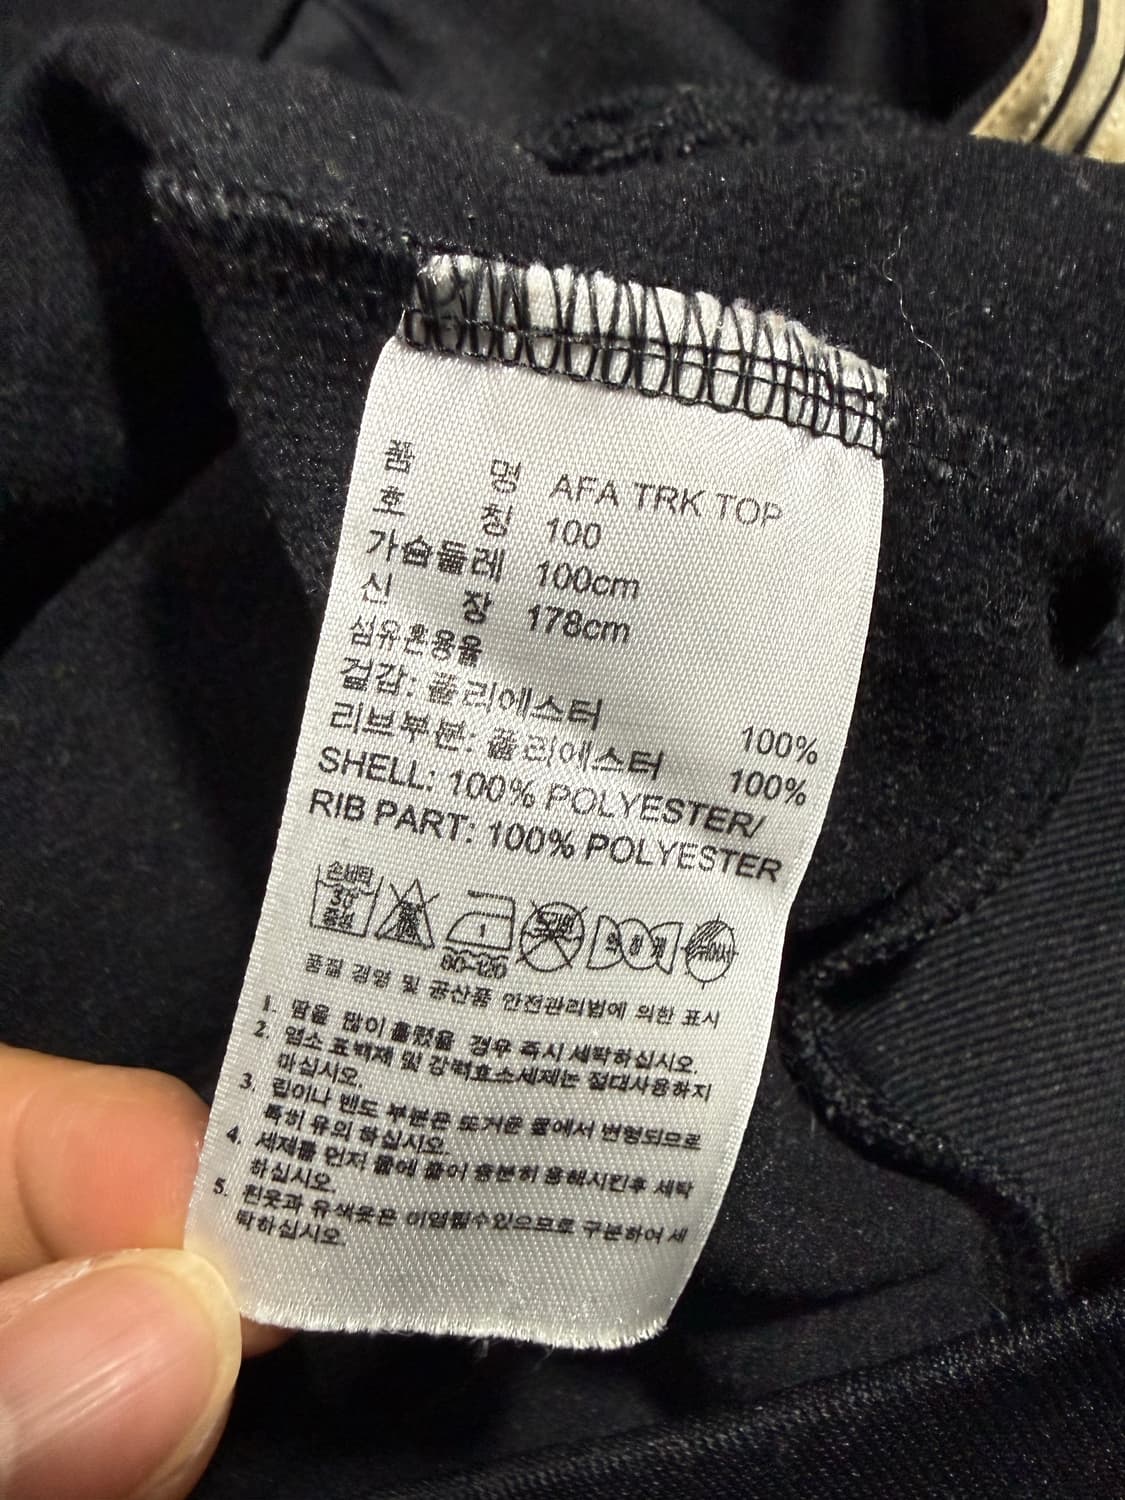 품 명 AFA TRK TOP
호 칭 100
가슴둘레 100cm
신 장 178cm
섬유혼용율
겉감: 폴리에스터 100%
리브부분: 폴리에스터 100%
SHELL: 100% POLYESTER/
RIB PART: 100% POLYESTER
손세탁
30
중성
80-120
품질 경영 및 공산품 안전관리법에 의한 표시
1. 땀을 많이 흘렸을 경우 즉시 세탁하십시오.
2. 염소 표백제 및 강력효소세제는 절대사용하지
마십시오.
3. 립이나 밴드 부분은 뜨거운 물에서 변형되므로
특히 유의 하십시오.
4. 세제를 먼저 물에 풀어 충분히 용해시킨후 세탁
하십시오.
5. 흰옷과 유색옷은 이염될수있으므로 구분하여 세
탁하십시오.